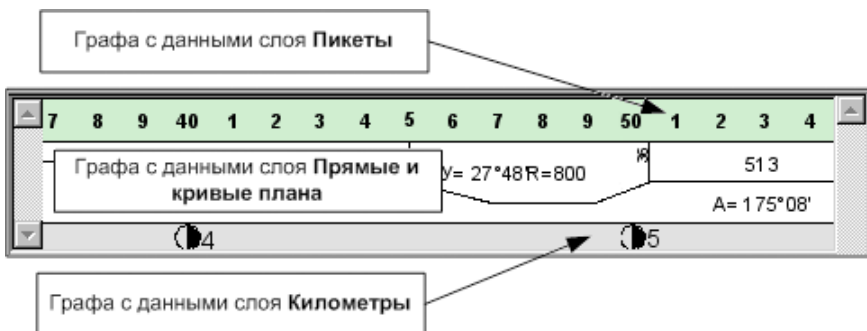 Графа с данными слоя Пикеты
7 8 9 40 1 2 3 4 5 6 7 8 9 50 1 2 3 4
Графа с данными слоя Прямые и
кривые плана
У= 27°48'R=800
513
А= 175°08'
4 5
Графа с данными слоя Километры